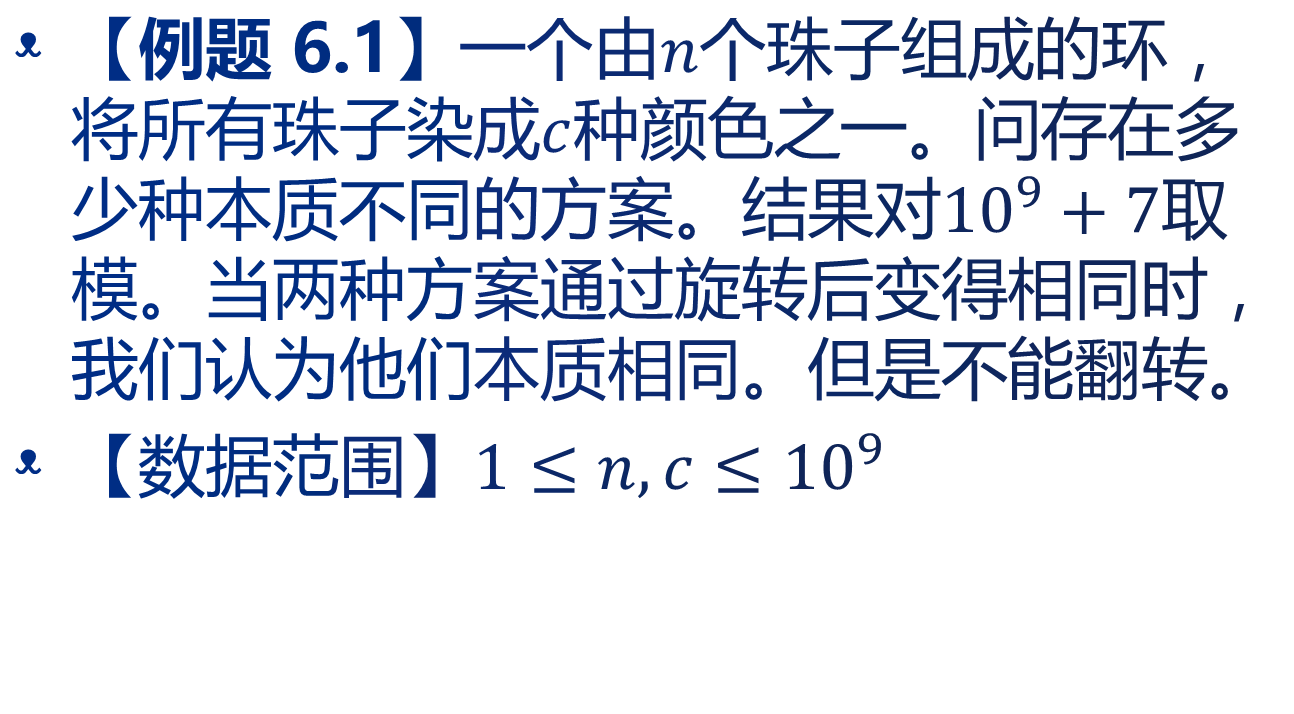 【例题 6.1】一个由𝑛个珠子组成的环，
将所有珠子染成𝑐种颜色之一。问存在多
少种本质不同的方案。结果对10⁹ + 7取
模。当两种方案通过旋转后变得相同时，
我们认为他们本质相同。但是不能翻转。
【数据范围】1 ≤ 𝑛, 𝑐 ≤ 10⁹